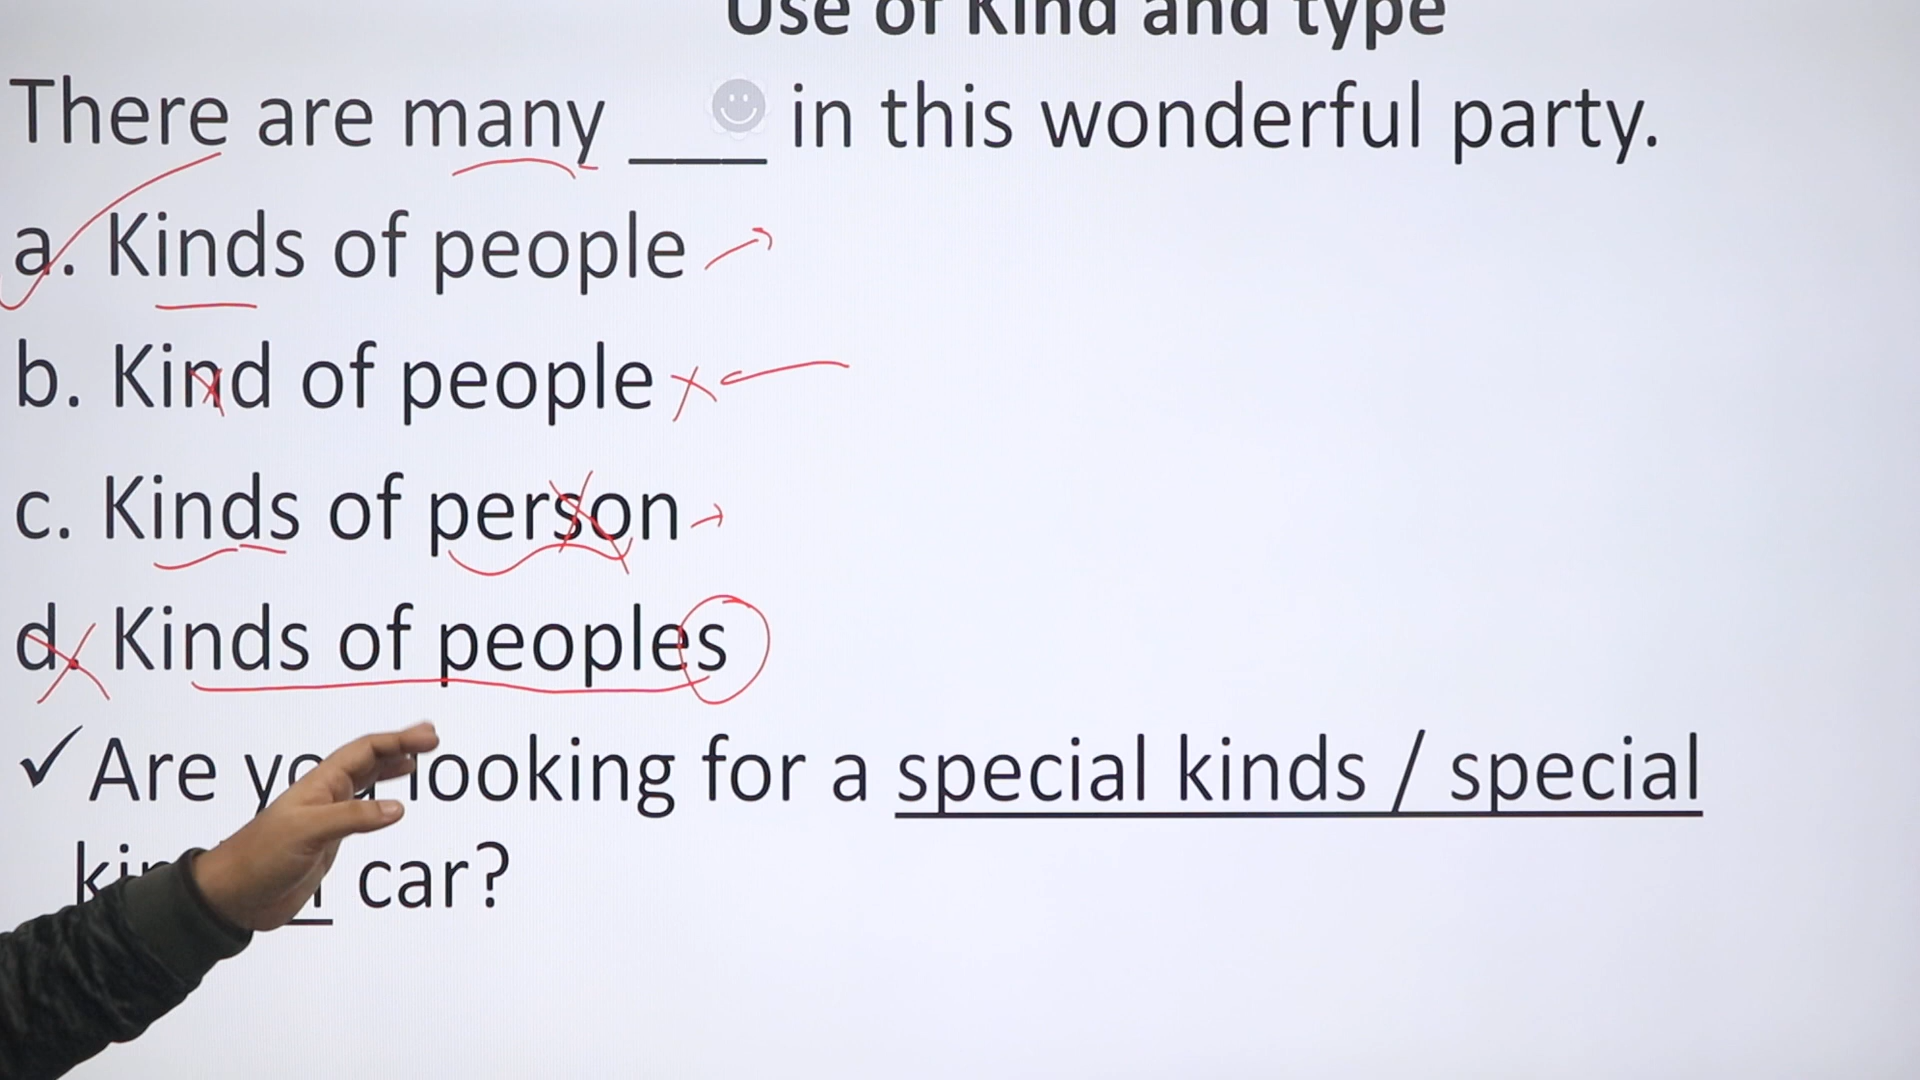 Use of Kind and type
There are many ___ in this wonderful party.
a. Kinds of people
b. Kind of people
c. Kinds of person
d. Kinds of peoples
✓Are you looking for a special kinds / special
car?